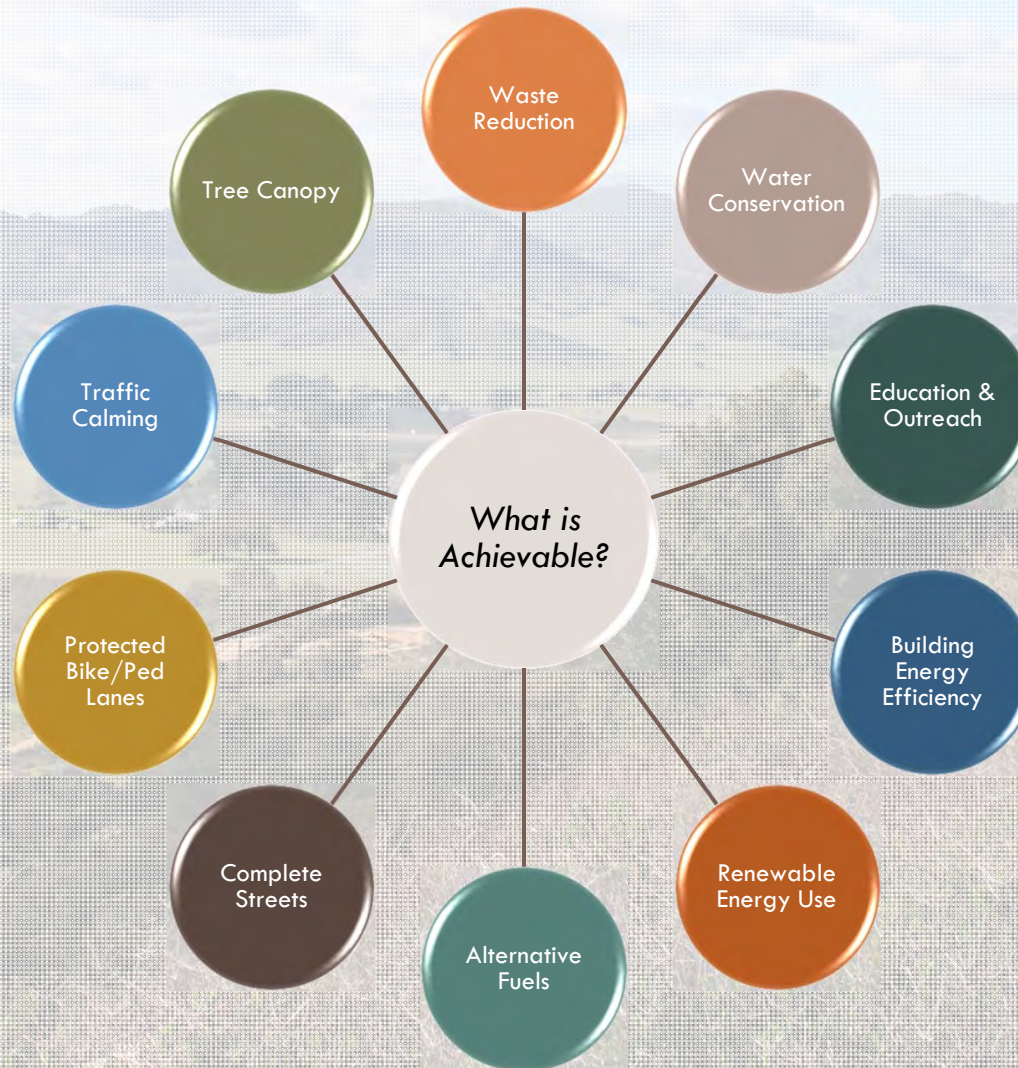 Waste
Reduction
Water
Conservation
Education &
Outreach
Building
Energy
Efficiency
Renewable
Energy Use
Alternative
Fuels
Complete
Streets
Protected
Bike/Ped
Lanes
Traffic
Calming
Tree Canopy
What is
Achievable?